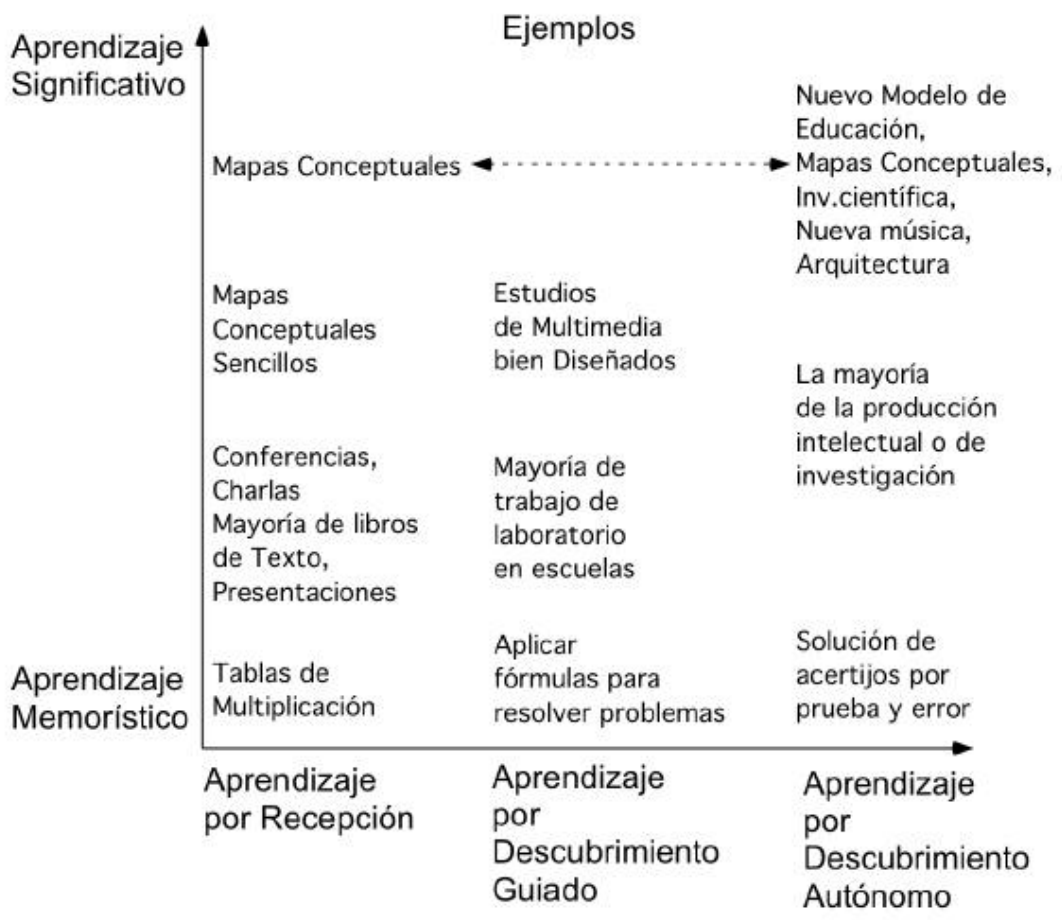 Ejemplos
Aprendizaje
Significativo
Mapas Conceptuales
Nuevo Modelo de
Educación,
Mapas Conceptuales,
Inv.científica,
Nueva música,
Arquitectura
Mapas
Conceptuales
Sencillos
Estudios
de Multimedia
bien Diseñados
La mayoría
de la producción
intelectual o de
investigación
Conferencias,
Charlas
Mayoría de libros
de Texto,
Presentaciones
Mayoría de
trabajo de
laboratorio
en escuelas
Aprendizaje
Memorístico
Tablas de
Multiplicación
Aplicar
fórmulas para
resolver problemas
Solución de
acertijos por
prueba y error
Aprendizaje
por Recepción
Aprendizaje
por
Descubrimiento
Guiado
Aprendizaje
por
Descubrimiento
Autónomo